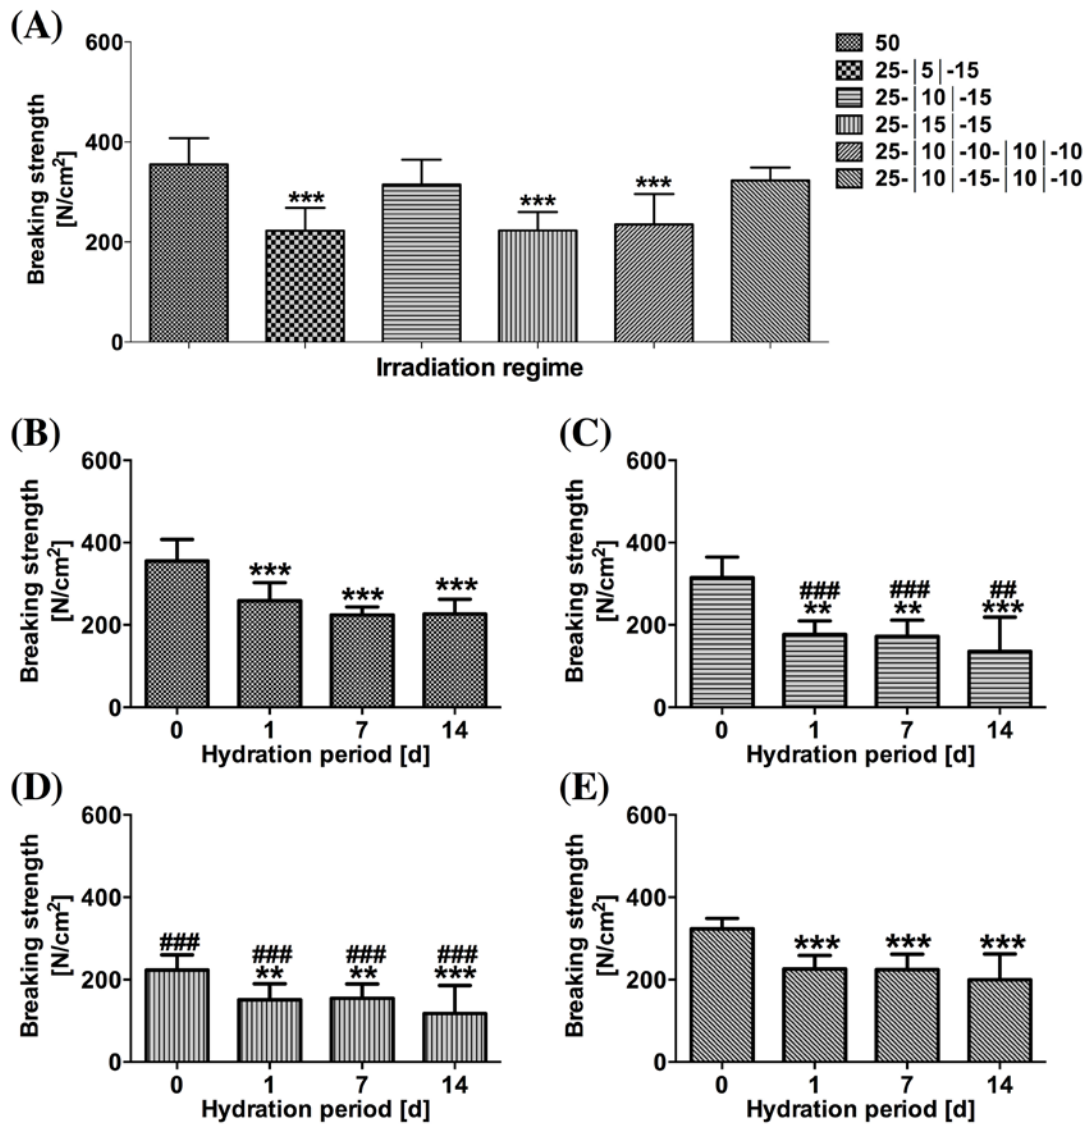 (A)
600
400
200
0
Breaking strength
[N/cm²]
***
***
***
Irradiation regime
50
25-|5|-15
25-|10|-15
25-|15|-15
25-|10|-10-|10|-10
25-|10|-15-|10|-10
(B)
600
400
200
0
Breaking strength
[N/cm²]
***
***
***
0 1 7 14
Hydration period [d]
(C)
600
400
200
0
Breaking strength
[N/cm²]
### ### ##
** ** ***
0 1 7 14
Hydration period [d]
(D)
600
400
200
0
Breaking strength
[N/cm²]
### ### ### ###
** ** ***
0 1 7 14
Hydration period [d]
(E)
600
400
200
0
Breaking strength
[N/cm²]
*** *** ***
0 1 7 14
Hydration period [d]